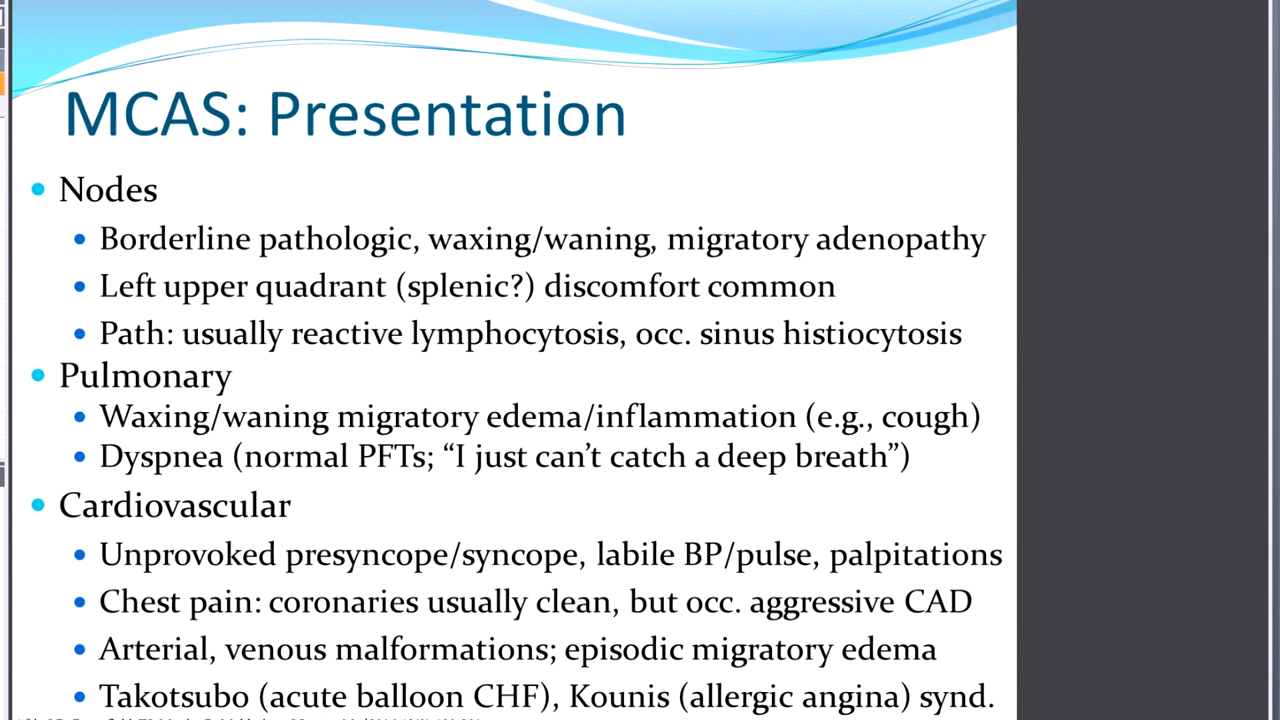 MCAS: Presentation
• Nodes
• Borderline pathologic, waxing/waning, migratory adenopathy
• Left upper quadrant (splenic?) discomfort common
• Path: usually reactive lymphocytosis, occ. sinus histiocytosis
• Pulmonary
• Waxing/waning migratory edema/inflammation (e.g., cough)
• Dyspnea (normal PFTs; “I just can’t catch a deep breath”)
• Cardiovascular
• Unprovoked presyncope/syncope, labile BP/pulse, palpitations
• Chest pain: coronaries usually clean, but occ. aggressive CAD
• Arterial, venous malformations; episodic migratory edema
• Takotsubo (acute balloon CHF), Kounis (allergic angina) synd.